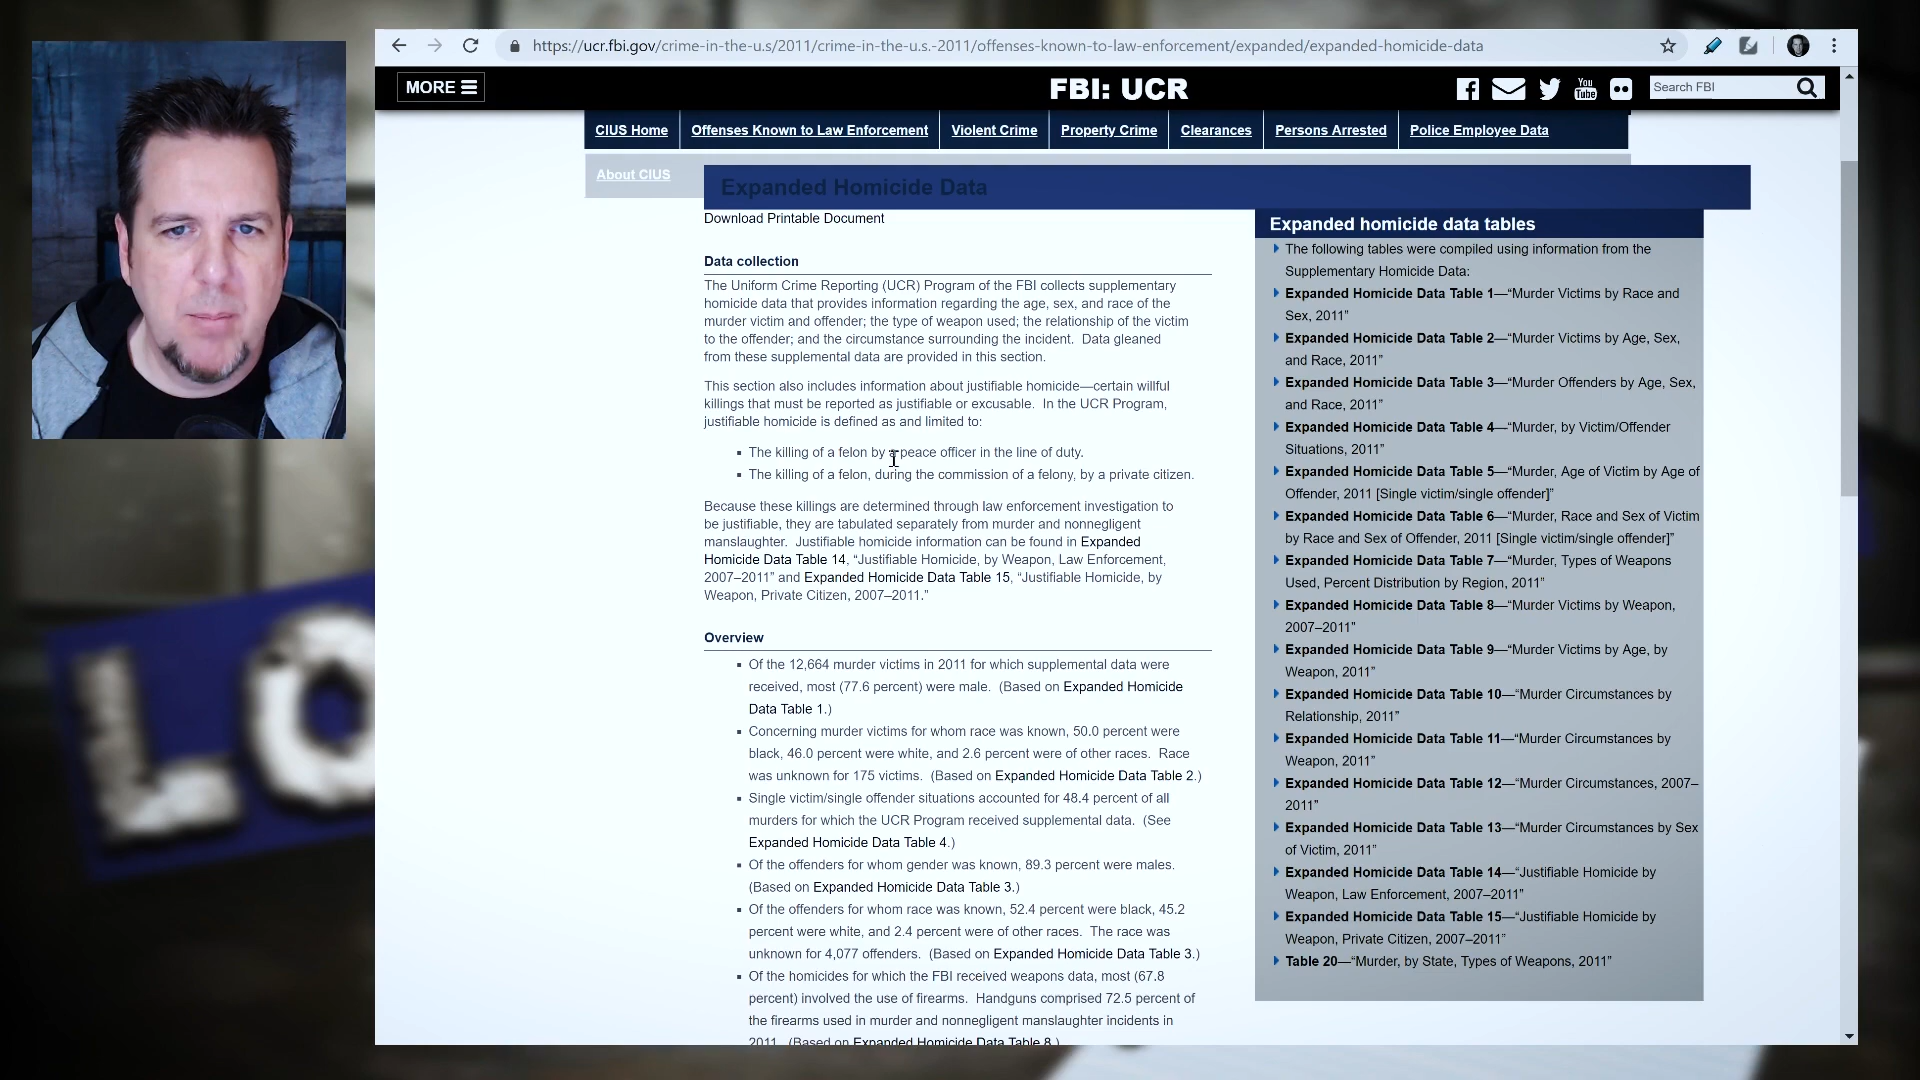 https://ucr.fbi.gov/crime-in-the-u.s/2011/crime-in-the-u.s.-2011/offenses-known-to-law-enforcement/expanded/expanded-homicide-data
MORE
FBI: UCR
You Tube
Search FBI
CIUS Home
Offenses Known to Law Enforcement
Violent Crime
Property Crime
Clearances
Persons Arrested
Police Employee Data
About CIUS
Expanded Homicide Data
Download Printable Document
Data collection
The Uniform Crime Reporting (UCR) Program of the FBI collects supplementary
homicide data that provides information regarding the age, sex, and race of the
murder victim and offender; the type of weapon used; the relationship of the victim
to the offender; and the circumstance surrounding the incident.  Data gleaned
from these supplemental data are provided in this section.
This section also includes information about justifiable homicide—certain willful
killings that must be reported as justifiable or excusable.  In the UCR Program,
justifiable homicide is defined as and limited to:
The killing of a felon by a peace officer in the line of duty.
The killing of a felon, during the commission of a felony, by a private citizen.
Because these killings are determined through law enforcement investigation to
be justifiable, they are tabulated separately from murder and nonnegligent
manslaughter.  Justifiable homicide information can be found in Expanded
Homicide Data Table 14, “Justifiable Homicide, by Weapon, Law Enforcement,
2007–2011” and Expanded Homicide Data Table 15, “Justifiable Homicide, by
Weapon, Private Citizen, 2007–2011.”
Overview
Of the 12,664 murder victims in 2011 for which supplemental data were
received, most (77.6 percent) were male.  (Based on Expanded Homicide
Data Table 1.)
Concerning murder victims for whom race was known, 50.0 percent were
black, 46.0 percent were white, and 2.6 percent were of other races.  Race
was unknown for 175 victims.  (Based on Expanded Homicide Data Table 2.)
Single victim/single offender situations accounted for 48.4 percent of all
murders for which the UCR Program received supplemental data.  (See
Expanded Homicide Data Table 4.)
Of the offenders for whom gender was known, 89.3 percent were males.
(Based on Expanded Homicide Data Table 3.)
Of the offenders for whom race was known, 52.4 percent were black, 45.2
percent were white, and 2.4 percent were of other races.  The race was
unknown for 4,077 offenders.  (Based on Expanded Homicide Data Table 3.)
Of the homicides for which the FBI received weapons data, most (67.8
percent) involved the use of firearms.  Handguns comprised 72.5 percent of
the firearms used in murder and nonnegligent manslaughter incidents in
2011.  (Based on Expanded Homicide Data Table 8.)
Expanded homicide data tables
The following tables were compiled using information from the
Supplementary Homicide Data:
Expanded Homicide Data Table 1—“Murder Victims by Race and
Sex, 2011”
Expanded Homicide Data Table 2—“Murder Victims by Age, Sex,
and Race, 2011”
Expanded Homicide Data Table 3—“Murder Offenders by Age, Sex,
and Race, 2011”
Expanded Homicide Data Table 4—“Murder, by Victim/Offender
Situations, 2011”
Expanded Homicide Data Table 5—“Murder, Age of Victim by Age of
Offender, 2011 [Single victim/single offender]”
Expanded Homicide Data Table 6—“Murder, Race and Sex of Victim
by Race and Sex of Offender, 2011 [Single victim/single offender]”
Expanded Homicide Data Table 7—“Murder, Types of Weapons
Used, Percent Distribution by Region, 2011”
Expanded Homicide Data Table 8—“Murder Victims by Weapon,
2007–2011”
Expanded Homicide Data Table 9—“Murder Victims by Age, by
Weapon, 2011”
Expanded Homicide Data Table 10—“Murder Circumstances by
Relationship, 2011”
Expanded Homicide Data Table 11—“Murder Circumstances by
Weapon, 2011”
Expanded Homicide Data Table 12—“Murder Circumstances, 2007–
2011”
Expanded Homicide Data Table 13—“Murder Circumstances by Sex
of Victim, 2011”
Expanded Homicide Data Table 14—“Justifiable Homicide by
Weapon, Law Enforcement, 2007–2011”
Expanded Homicide Data Table 15—“Justifiable Homicide by
Weapon, Private Citizen, 2007–2011”
Table 20—“Murder, by State, Types of Weapons, 2011”
LO